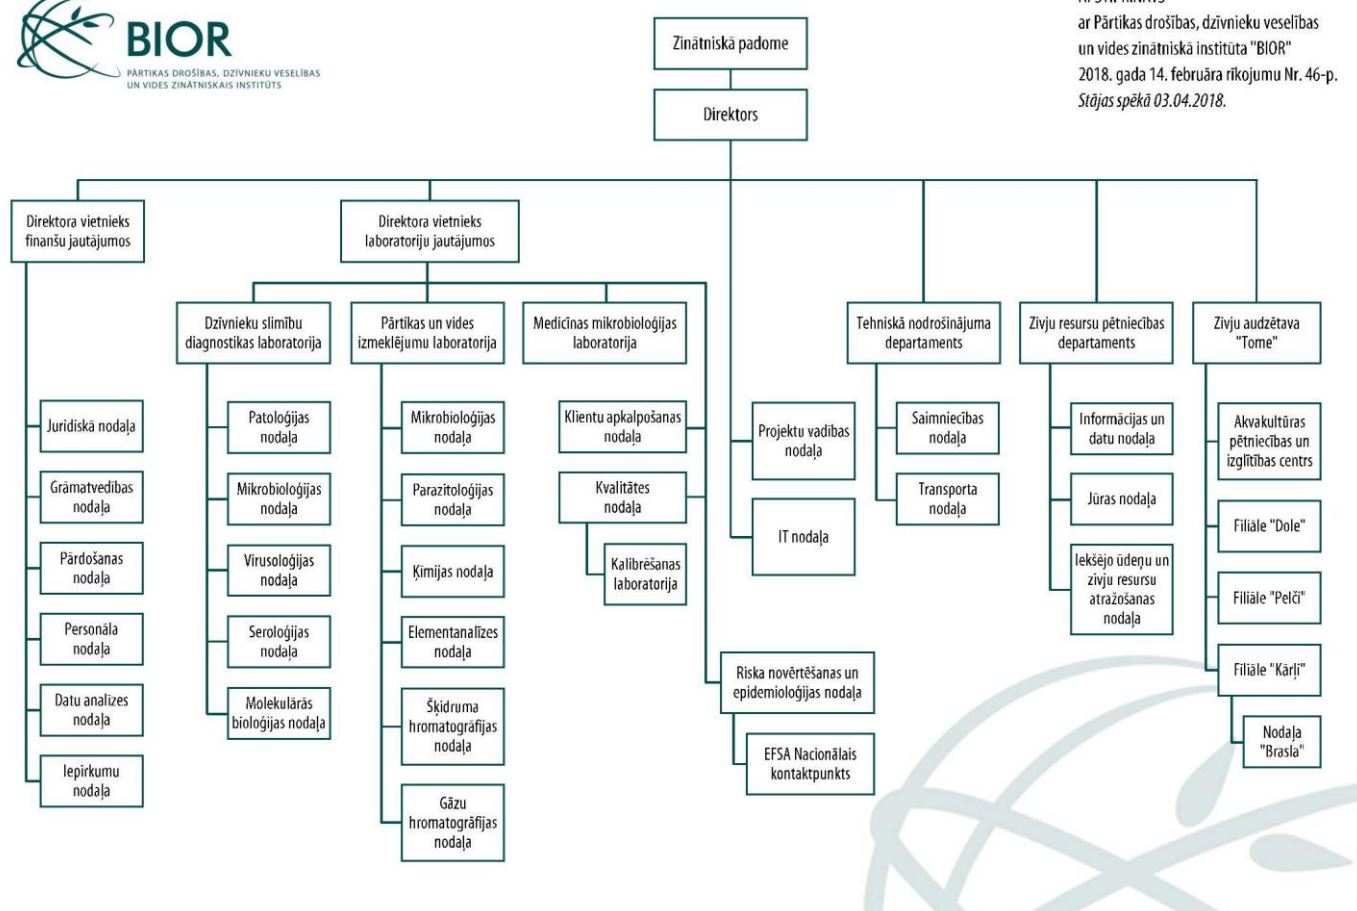 BIOR
PĀRTIKAS DROŠĪBAS, DZĪVNIEKU VESELĪBAS
UN VIDES ZINĀTNISKAIS INSTITŪTS
ar Pārtikas drošības, dzīvnieku veselības
un vides zinātniskā institūta "BIOR"
2018. gada 14. februāra rīkojumu Nr. 46-p.
Stājas spēkā 03.04.2018.
Zinātniskā padome
Direktors
Direktora vietnieks
finanšu jautājumos
Direktora vietnieks
laboratoriju jautājumos
Dzīvnieku slimību
diagnostikas laboratorija
Pārtikas un vides
izmeklējumu laboratorija
Medicīnas mikrobioloģijas
laboratorija
Tehniskā nodrošinājuma
departaments
Zivju resursu pētniecības
departaments
Zivju audzētava
"Tome"
Juridiskā nodaļa
Grāmatvedības
nodaļa
Pārdošanas
nodaļa
Personāla
nodaļa
Datu analīzes
nodaļa
Iepirkumu
nodaļa
Patoloģijas
nodaļa
Mikrobioloģijas
nodaļa
Virusoloģijas
nodaļa
Seroloģijas
nodaļa
Molekulārās
bioloģijas nodaļa
Mikrobioloģijas
nodaļa
Parazitoloģijas
nodaļa
Ķīmijas nodaļa
Elementanalīzes
nodaļa
Šķidruma
hromatogrāfijas
nodaļa
Gāzu
hromatogrāfijas
nodaļa
Klientu apkalpošanas
nodaļa
Kvalitātes
nodaļa
Kalibrēšanas
laboratorija
Riska novērtēšanas un
epidemioloģijas nodaļa
EFSA Nacionālais
kontaktpunkts
Projektu vadības
nodaļa
IT nodaļa
Saimniecības
nodaļa
Transporta
nodaļa
Informācijas un
datu nodaļa
Jūras nodaļa
Iekšējo ūdeņu un
zivju resursu
atražošanas
nodaļa
Akvakultūras
pētniecības un
izglītības centrs
Filiāle "Dole"
Filiāle "Pelči"
Filiāle "Kārļi"
Nodaļa
"Brasla"